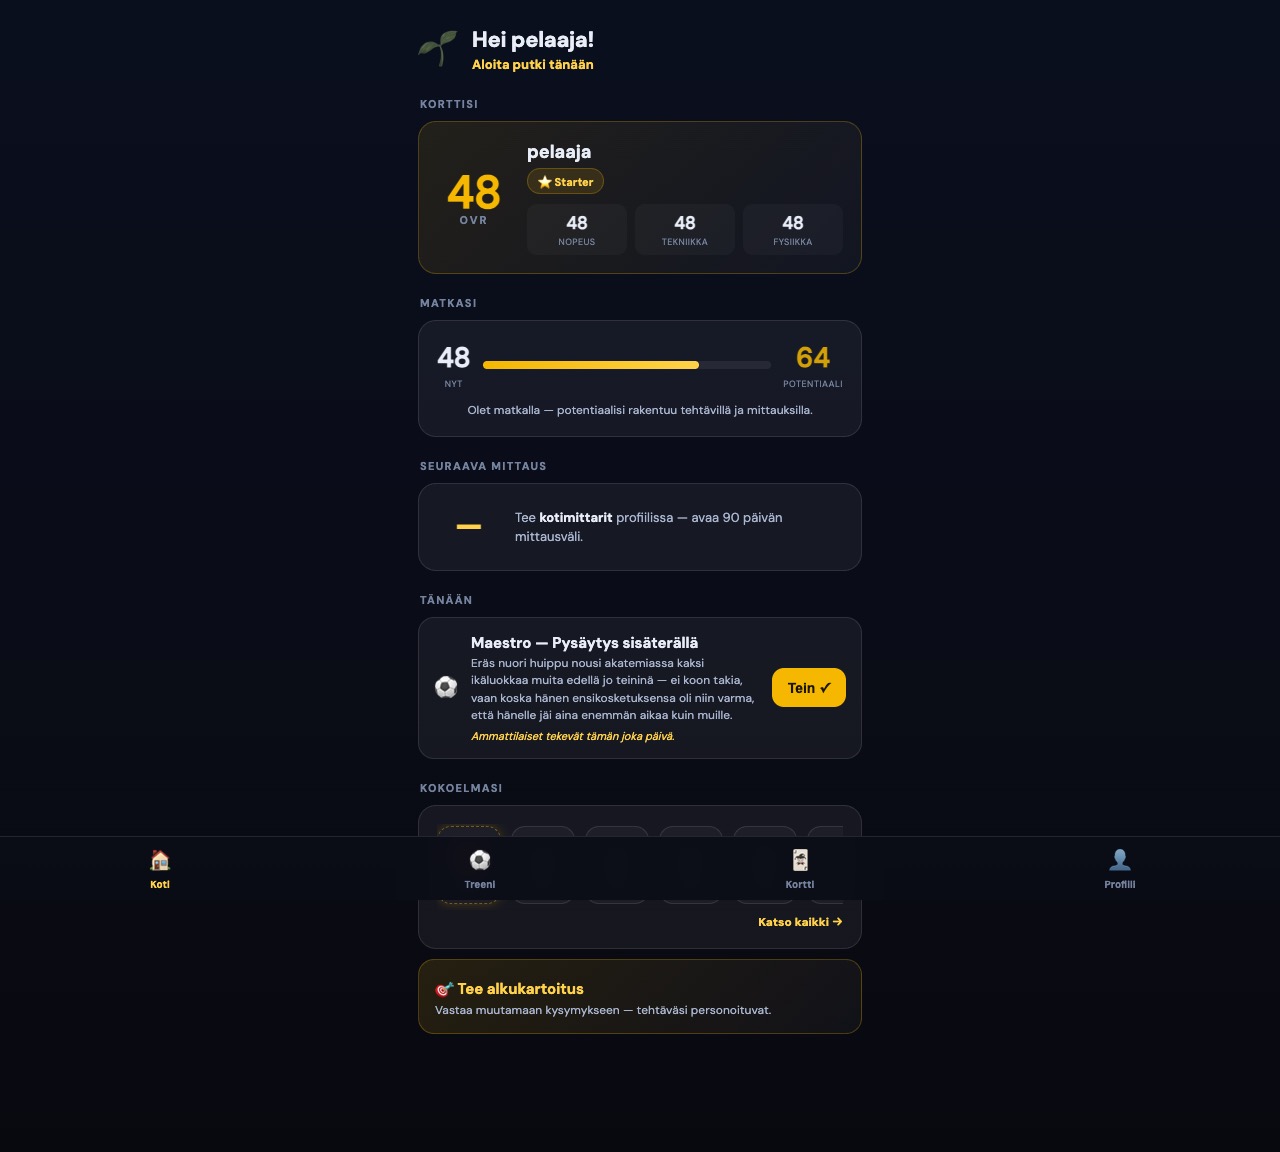 Hei pelaaja!
Aloita putki tänään
KORTTISI
48
OVR
pelaaja
⭐ Starter
48
NOPEUS
48
TEKNIIKKA
48
FYSIIKKA
MATKASI
48
NYT
64
POTENTIAALI
Olet matkalla — potentiaalisi rakentuu tehtävillä ja mittauksilla.
SEURAAVA MITTAUS
—
Tee kotimittarit profiilissa — avaa 90 päivän
mittausväli.
TÄNÄÄN
Maestro — Pysäytys sisäterällä
Eräs nuori huippu nousi akatemiassa kaksi
ikäluokkaa muita edellä jo teininä — ei koon takia,
vaan koska hänen ensikosketuksensa oli niin varma,
että hänelle jäi aina enemmän aikaa kuin muille.
Ammattilaiset tekevät tämän joka päivä.
Tein ✓
KOKOELMASI
Koti
Treeni
Kortti
Profiili
Katso kaikki →
Tee alkukartoitus
Vastaa muutamaan kysymykseen — tehtäväsi personoituvat.